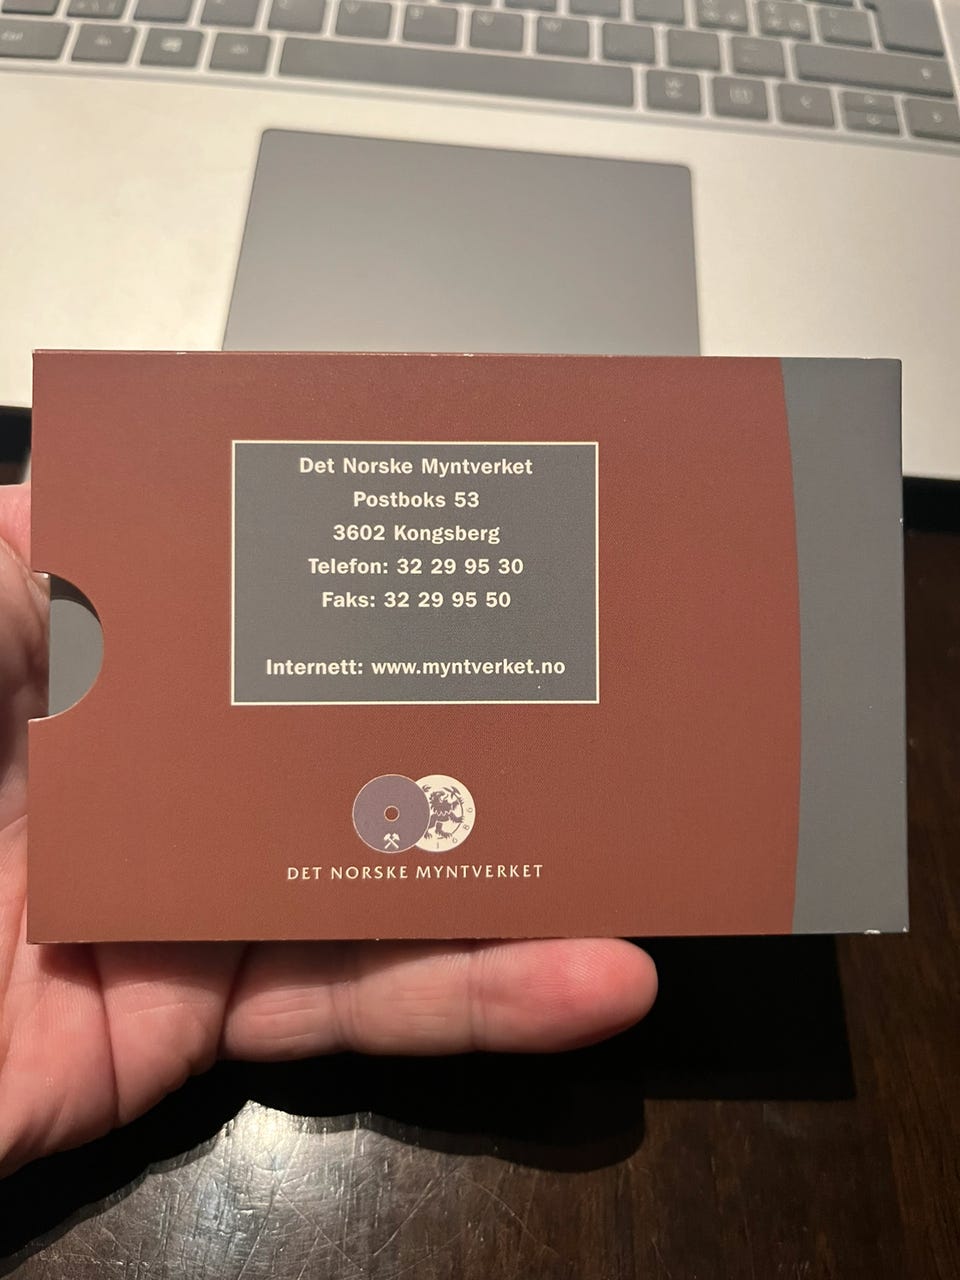 Det Norske Myntverket
Postboks 53
3602 Kongsberg
Telefon: 32 29 95 30
Faks: 32 29 95 50
Internett: www.myntverket.no
1686
DET NORSKE MYNTVERKET